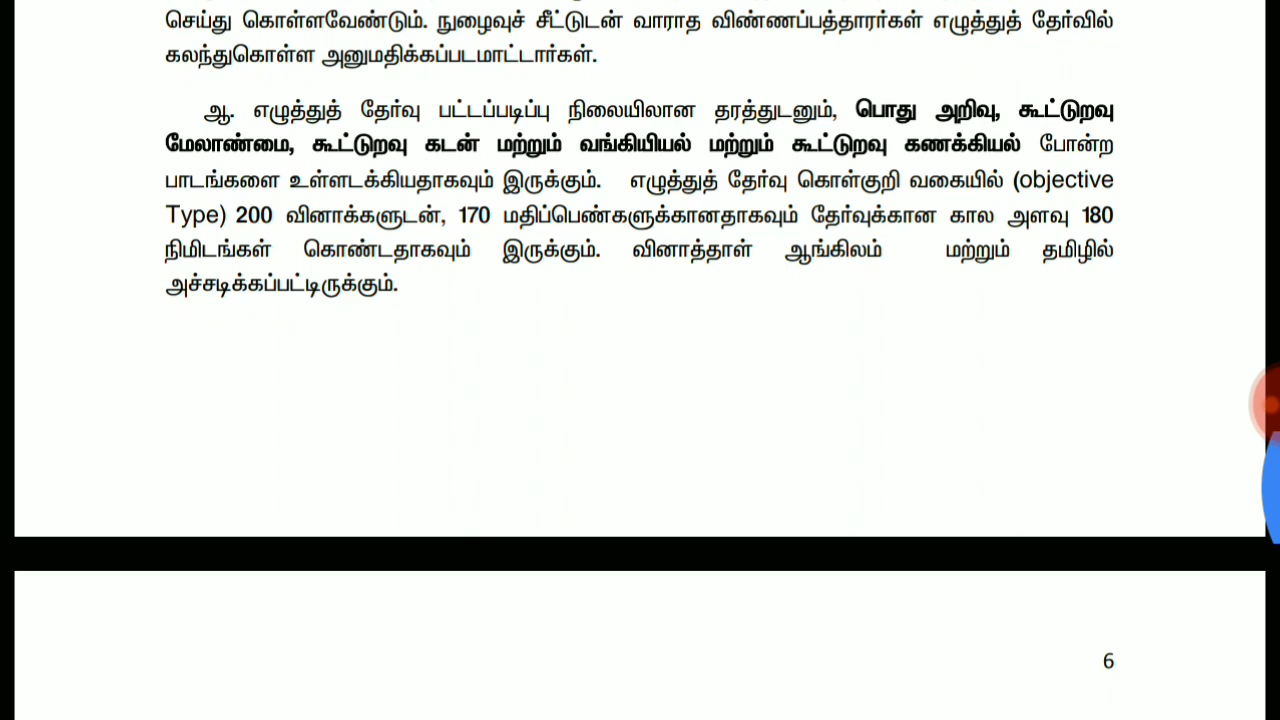 செய்து கொள்ளவேண்டும். நுழைவுச் சீட்டுடன் வாராத விண்ணப்பத்தாரர்கள் எழுத்துத் தேர்வில்
கலந்துகொள்ள அனுமதிக்கப்படமாட்டார்கள்.
ஆ. எழுத்துத் தேர்வு பட்டப்படிப்பு நிலையிலான தரத்துடனும், பொது அறிவு, கூட்டுறவு
மேலாண்மை, கூட்டுறவு கடன் மற்றும் வங்கியியல் மற்றும் கூட்டுறவு கணக்கியல் போன்ற
பாடங்களை உள்ளடக்கியதாகவும் இருக்கும். எழுத்துத் தேர்வு கொள்குறி வகையில் (objective
Type) 200 வினாக்களுடன், 170 மதிப்பெண்களுக்கானதாகவும் தேர்வுக்கான கால அளவு 180
நிமிடங்கள் கொண்டதாகவும் இருக்கும். வினாத்தாள் ஆங்கிலம் மற்றும் தமிழில்
அச்சடிக்கப்பட்டிருக்கும்.
6